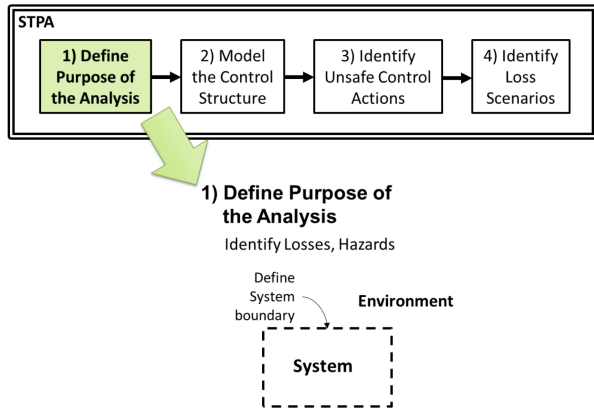 STPA
1) Define
Purpose of
the Analysis
2) Model
the Control
Structure
3) Identify
Unsafe Control
Actions
4) Identify
Loss
Scenarios
1) Define Purpose of
the Analysis
Identify Losses, Hazards
Define
System
boundary
Environment
System